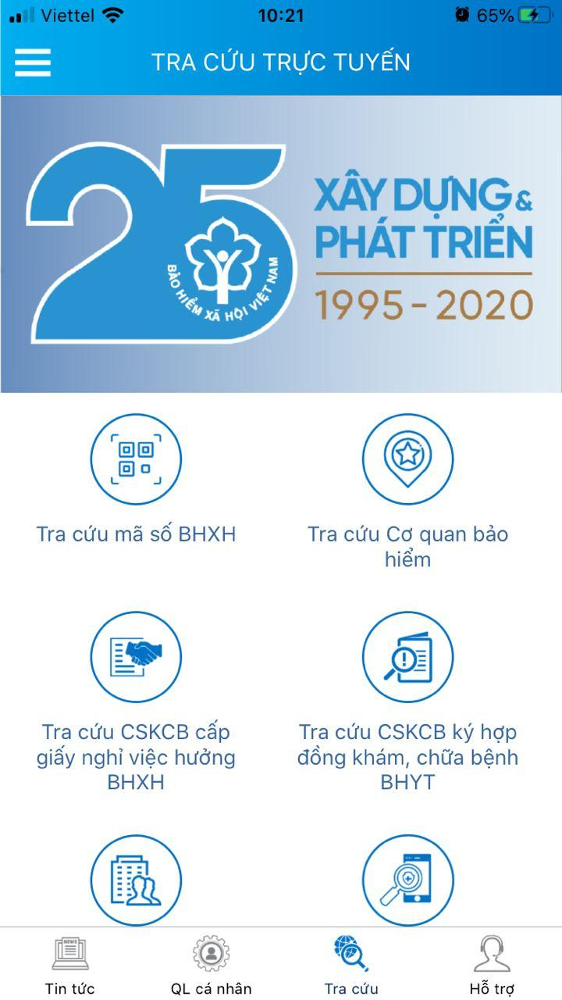 Viettel 10:21 65%
TRA CỨU TRỰC TUYẾN
25
XÂY DỰNG &
PHÁT TRIỂN
1995 - 2020
BẢO HIỂM XÃ HỘI VIỆT NAM
Tra cứu mã số BHXH
Tra cứu Cơ quan bảo
hiểm
Tra cứu CSKCB cấp
giấy nghỉ việc hưởng
BHXH
Tra cứu CSKCB ký hợp
đồng khám, chữa bệnh
BHYT
NEWS
Tin tức
QL cá nhân
Tra cứu
Hỗ trợ